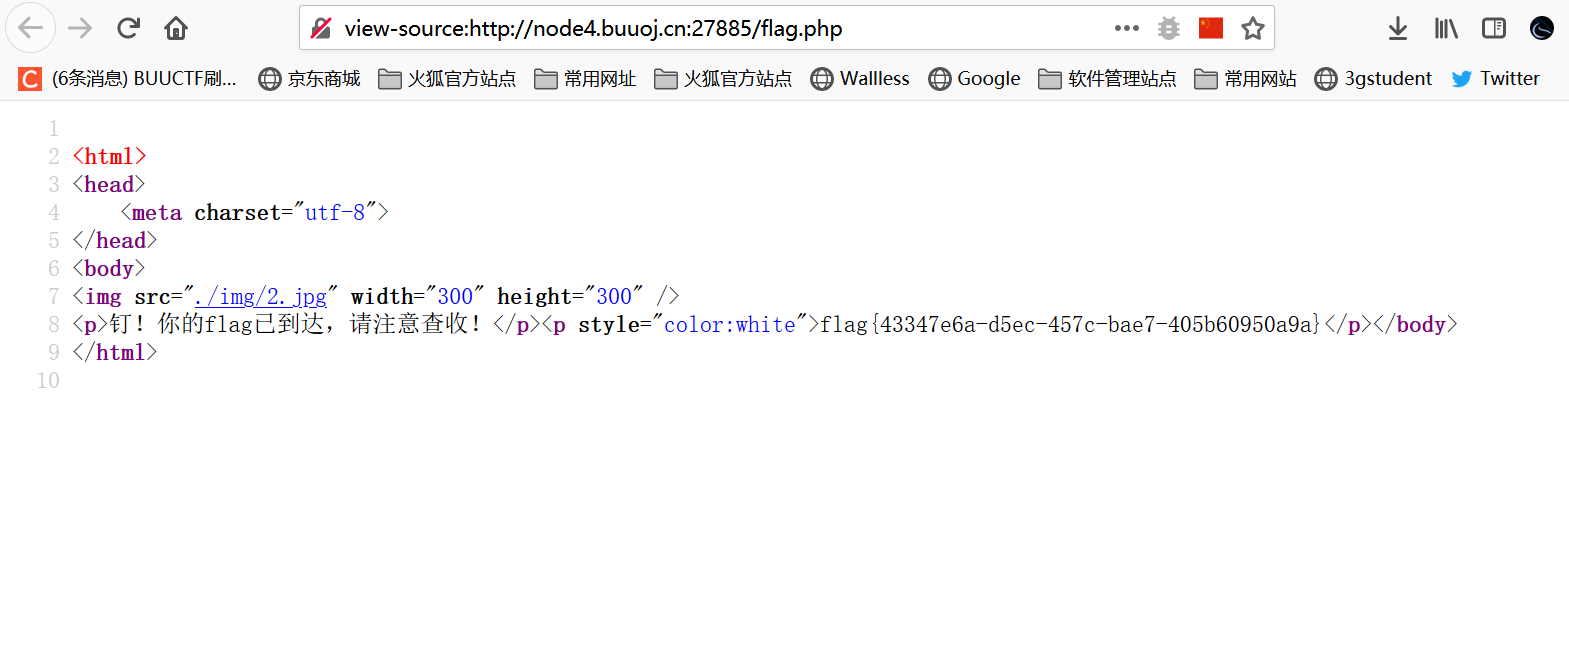 view-source:http://node4.buuoj.cn:27885/flag.php
C (6条消息) BUUCTF刷... 京东商城 火狐官方站点 常用网址 火狐官方站点 Wallless Google 软件管理站点 常用网站 3gstudent Twitter
1
2 <html>
3 <head>
4     <meta charset="utf-8">
5 </head>
6 <body>
7 <img src="./img/2.jpg" width="300" height="300" />
8 <p>钉！你的flag已到达，请注意查收！</p><p style="color:white">flag{43347e6a-d5ec-457c-bae7-405b60950a9a}</p></body>
9 </html>
10